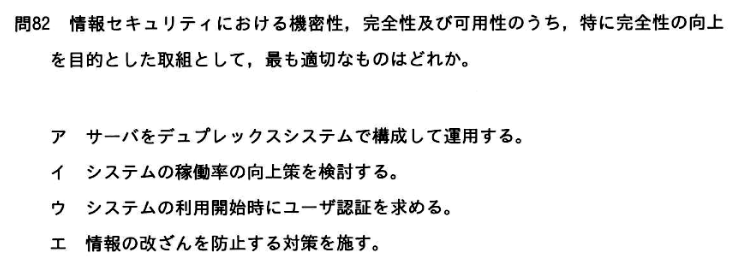 問82 情報セキュリティにおける機密性，完全性及び可用性のうち，特に完全性の向上
を目的とした取組として，最も適切なものはどれか。
ア サーバをデュプレックスシステムで構成して運用する。
イ システムの稼働率の向上策を検討する。
ウ システムの利用開始時にユーザ認証を求める。
エ 情報の改ざんを防止する対策を施す。